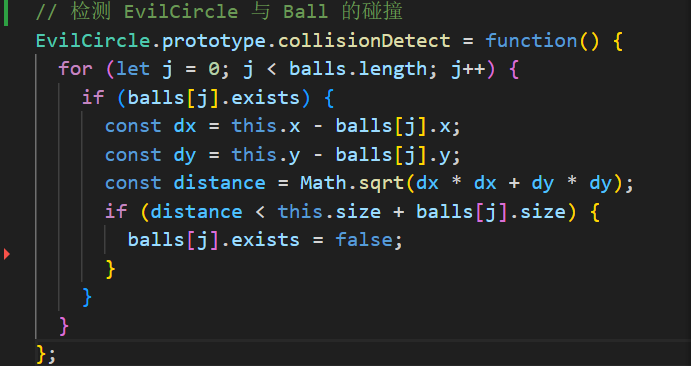 // 检测 EvilCircle 与 Ball 的碰撞
EvilCircle.prototype.collisionDetect = function() {
  for (let j = 0; j < balls.length; j++) {
    if (balls[j].exists) {
      const dx = this.x - balls[j].x;
      const dy = this.y - balls[j].y;
      const distance = Math.sqrt(dx * dx + dy * dy);
      if (distance < this.size + balls[j].size) {
        balls[j].exists = false;
      }
    }
  }
};